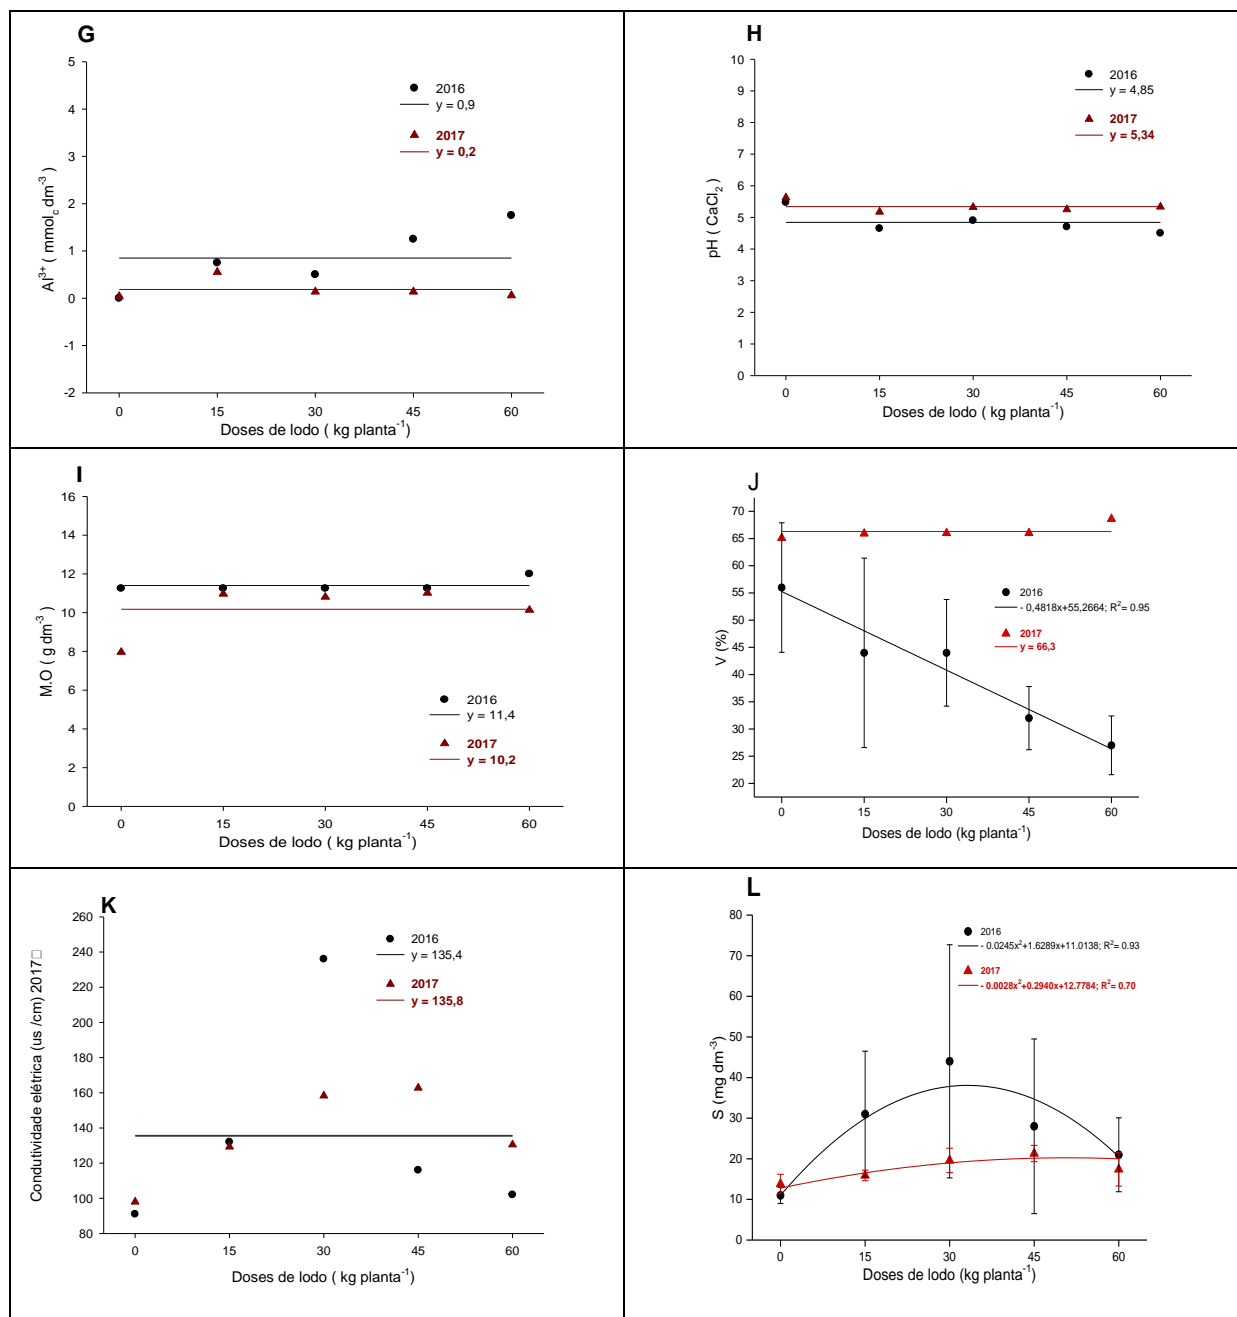 G
5
4
3
2
1
0
-1
-2
Al³⁺ ( mmol꜀ dm⁻³ )
2016
y = 0,9
2017
y = 0,2
0 15 30 45 60
Doses de lodo ( kg planta⁻¹)
H
10
9
8
7
6
5
4
3
2
1
0
pH ( CaCl₂ )
2016
y = 4,85
2017
y = 5,34
0 15 30 45 60
Doses de lodo ( kg planta⁻¹)
I
16
14
12
10
8
6
4
2
0
M.O ( g dm⁻³ )
2016
y = 11,4
2017
y = 10,2
0 15 30 45 60
Doses de lodo ( kg planta⁻¹)
J
70
65
60
55
50
45
40
35
30
25
20
V (%)
2016
- 0,4818x+55,2664; R²= 0.95
2017
y = 66,3
0 15 30 45 60
Doses de lodo (kg planta⁻¹)
K
260
240
220
200
180
160
140
120
100
80
Condutividade elétrica (us /cm) 2017□
2016
y = 135,4
2017
y = 135,8
0 15 30 45 60
Doses de lodo ( kg planta⁻¹)
L
80
70
60
50
40
30
20
10
0
S (mg dm⁻³)
2016
- 0.0245x²+1.6289x+11.0138; R²= 0.93
2017
- 0.0028x²+0.2940x+12.7784; R²= 0.70
0 15 30 45 60
Doses de lodo (kg planta⁻¹)